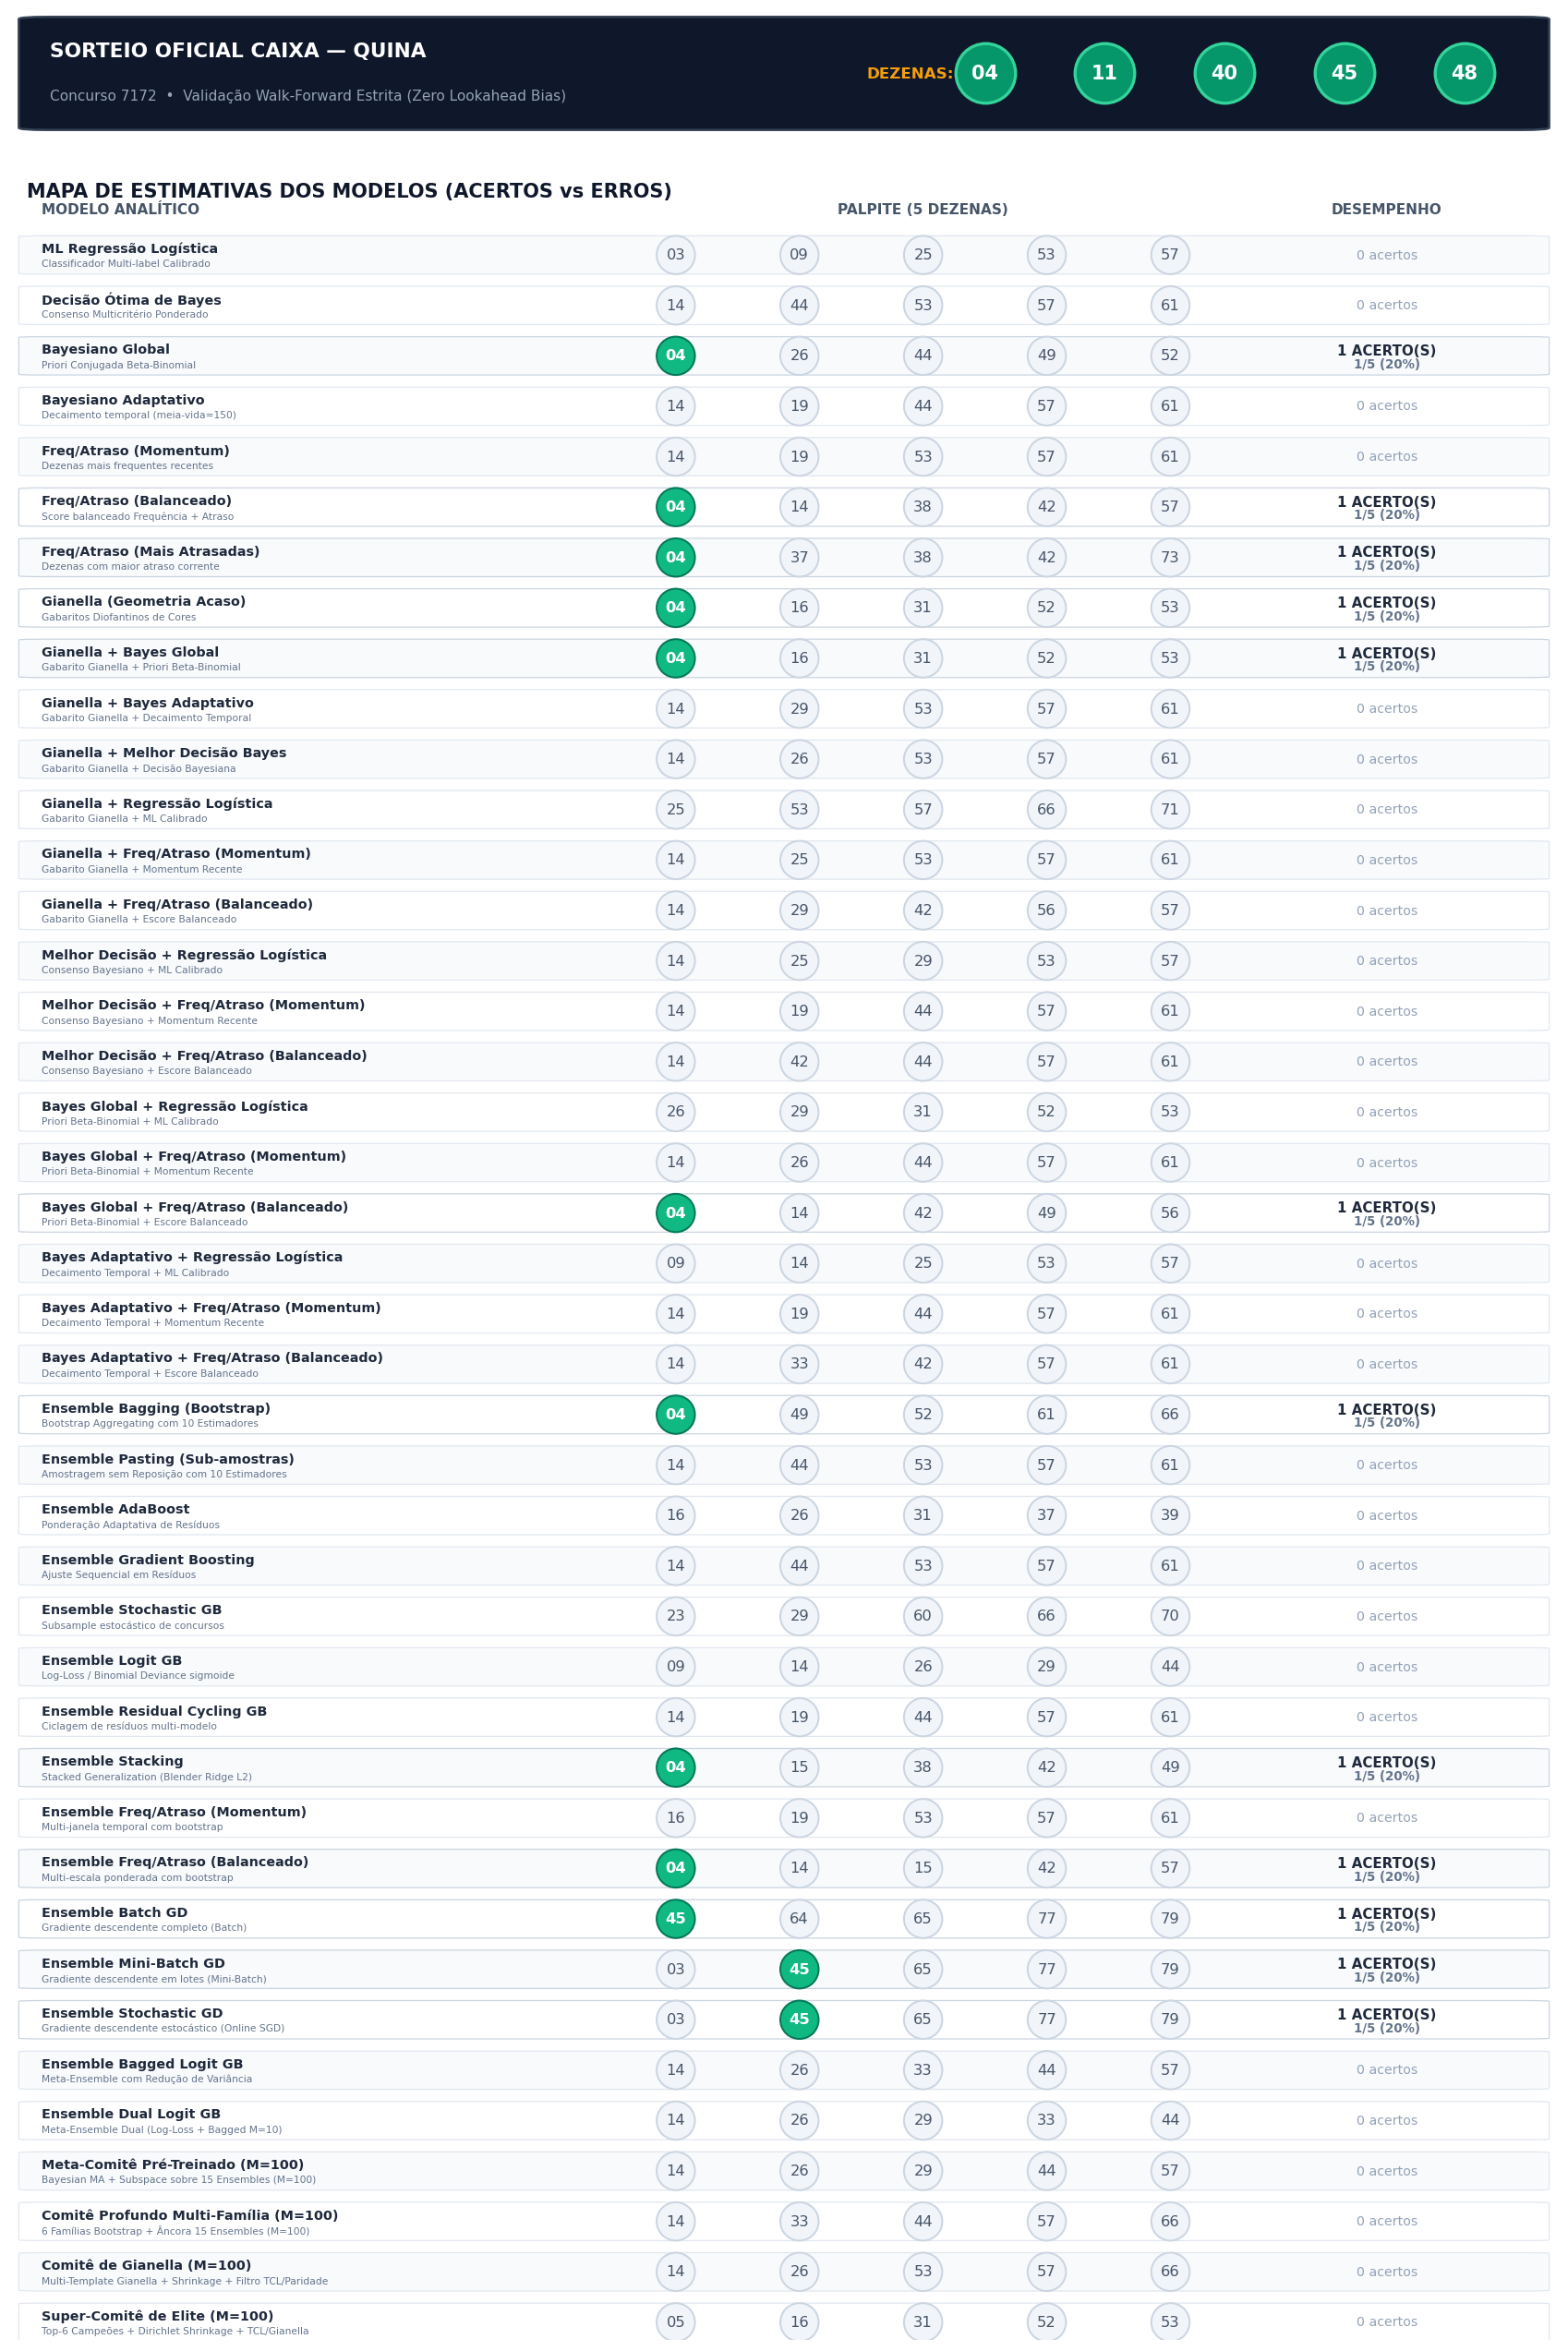 SORTEIO OFICIAL CAIXA — QUINA
Concurso 7172 • Validação Walk-Forward Estrita (Zero Lookahead Bias)
DEZENAS: 04 11 40 45 48
MAPA DE ESTIMATIVAS DOS MODELOS (ACERTOS vs ERROS)
MODELO ANALÍTICO PALPITE (5 DEZENAS) DESEMPENHO
ML Regressão Logística 03 09 25 53 57 0 acertos
Classificador Multi-label Calibrado
Decisão Ótima de Bayes 14 44 53 57 61 0 acertos
Consenso Multicritério Ponderado
Bayesiano Global 04 26 44 49 52 1 ACERTO(S)
Priori Conjugada Beta-Binomial 1/5 (20%)
Bayesiano Adaptativo 14 19 44 57 61 0 acertos
Decaimento temporal (meia-vida=150)
Freq/Atraso (Momentum) 14 19 53 57 61 0 acertos
Dezenas mais frequentes recentes
Freq/Atraso (Balanceado) 04 14 38 42 57 1 ACERTO(S)
Score balanceado Frequência + Atraso 1/5 (20%)
Freq/Atraso (Mais Atrasadas) 04 37 38 42 73 1 ACERTO(S)
Dezenas com maior atraso corrente 1/5 (20%)
Gianella (Geometria Acaso) 04 16 31 52 53 1 ACERTO(S)
Gabaritos Diofantinos de Cores 1/5 (20%)
Gianella + Bayes Global 04 16 31 52 53 1 ACERTO(S)
Gabarito Gianella + Priori Beta-Binomial 1/5 (20%)
Gianella + Bayes Adaptativo 14 29 53 57 61 0 acertos
Gabarito Gianella + Decaimento Temporal
Gianella + Melhor Decisão Bayes 14 26 53 57 61 0 acertos
Gabarito Gianella + Decisão Bayesiana
Gianella + Regressão Logística 25 53 57 66 71 0 acertos
Gabarito Gianella + ML Calibrado
Gianella + Freq/Atraso (Momentum) 14 25 53 57 61 0 acertos
Gabarito Gianella + Momentum Recente
Gianella + Freq/Atraso (Balanceado) 14 29 42 56 57 0 acertos
Gabarito Gianella + Escore Balanceado
Melhor Decisão + Regressão Logística 14 25 29 53 57 0 acertos
Consenso Bayesiano + ML Calibrado
Melhor Decisão + Freq/Atraso (Momentum) 14 19 44 57 61 0 acertos
Consenso Bayesiano + Momentum Recente
Melhor Decisão + Freq/Atraso (Balanceado) 14 42 44 57 61 0 acertos
Consenso Bayesiano + Escore Balanceado
Bayes Global + Regressão Logística 26 29 31 52 53 0 acertos
Priori Beta-Binomial + ML Calibrado
Bayes Global + Freq/Atraso (Momentum) 14 26 44 57 61 0 acertos
Priori Beta-Binomial + Momentum Recente
Bayes Global + Freq/Atraso (Balanceado) 04 14 42 49 56 1 ACERTO(S)
Priori Beta-Binomial + Escore Balanceado 1/5 (20%)
Bayes Adaptativo + Regressão Logística 09 14 25 53 57 0 acertos
Decaimento Temporal + ML Calibrado
Bayes Adaptativo + Freq/Atraso (Momentum) 14 19 44 57 61 0 acertos
Decaimento Temporal + Momentum Recente
Bayes Adaptativo + Freq/Atraso (Balanceado) 14 33 42 57 61 0 acertos
Decaimento Temporal + Escore Balanceado
Ensemble Bagging (Bootstrap) 04 49 52 61 66 1 ACERTO(S)
Bootstrap Aggregating com 10 Estimadores 1/5 (20%)
Ensemble Pasting (Sub-amostras) 14 44 53 57 61 0 acertos
Amostragem sem Reposição com 10 Estimadores
Ensemble AdaBoost 16 26 31 37 39 0 acertos
Ponderação Adaptativa de Resíduos
Ensemble Gradient Boosting 14 44 53 57 61 0 acertos
Ajuste Sequencial em Resíduos
Ensemble Stochastic GB 23 29 60 66 70 0 acertos
Subsample estocástico de concursos
Ensemble Logit GB 09 14 26 29 44 0 acertos
Log-Loss / Binomial Deviance sigmoide
Ensemble Residual Cycling GB 14 19 44 57 61 0 acertos
Ciclagem de resíduos multi-modelo
Ensemble Stacking 04 15 38 42 49 1 ACERTO(S)
Stacked Generalization (Blender Ridge L2) 1/5 (20%)
Ensemble Freq/Atraso (Momentum) 16 19 53 57 61 0 acertos
Multi-janela temporal com bootstrap
Ensemble Freq/Atraso (Balanceado) 04 14 15 42 57 1 ACERTO(S)
Multi-escala ponderada com bootstrap 1/5 (20%)
Ensemble Batch GD 45 64 65 77 79 1 ACERTO(S)
Gradiente descendente completo (Batch) 1/5 (20%)
Ensemble Mini-Batch GD 03 45 65 77 79 1 ACERTO(S)
Gradiente descendente em lotes (Mini-Batch) 1/5 (20%)
Ensemble Stochastic GD 03 45 65 77 79 1 ACERTO(S)
Gradiente descendente estocástico (Online SGD) 1/5 (20%)
Ensemble Bagged Logit GB 14 26 33 44 57 0 acertos
Meta-Ensemble com Redução de Variância
Ensemble Dual Logit GB 14 26 29 33 44 0 acertos
Meta-Ensemble Dual (Log-Loss + Bagged M=10)
Meta-Comitê Pré-Treinado (M=100) 14 26 29 44 57 0 acertos
Bayesian MA + Subspace sobre 15 Ensembles (M=100)
Comitê Profundo Multi-Família (M=100) 14 33 44 57 66 0 acertos
6 Famílias Bootstrap + Âncora 15 Ensembles (M=100)
Comitê de Gianella (M=100) 14 26 53 57 66 0 acertos
Multi-Template Gianella + Shrinkage + Filtro TCL/Paridade
Super-Comitê de Elite (M=100) 05 16 31 52 53 0 acertos
Top-6 Campeões + Dirichlet Shrinkage + TCL/Gianella